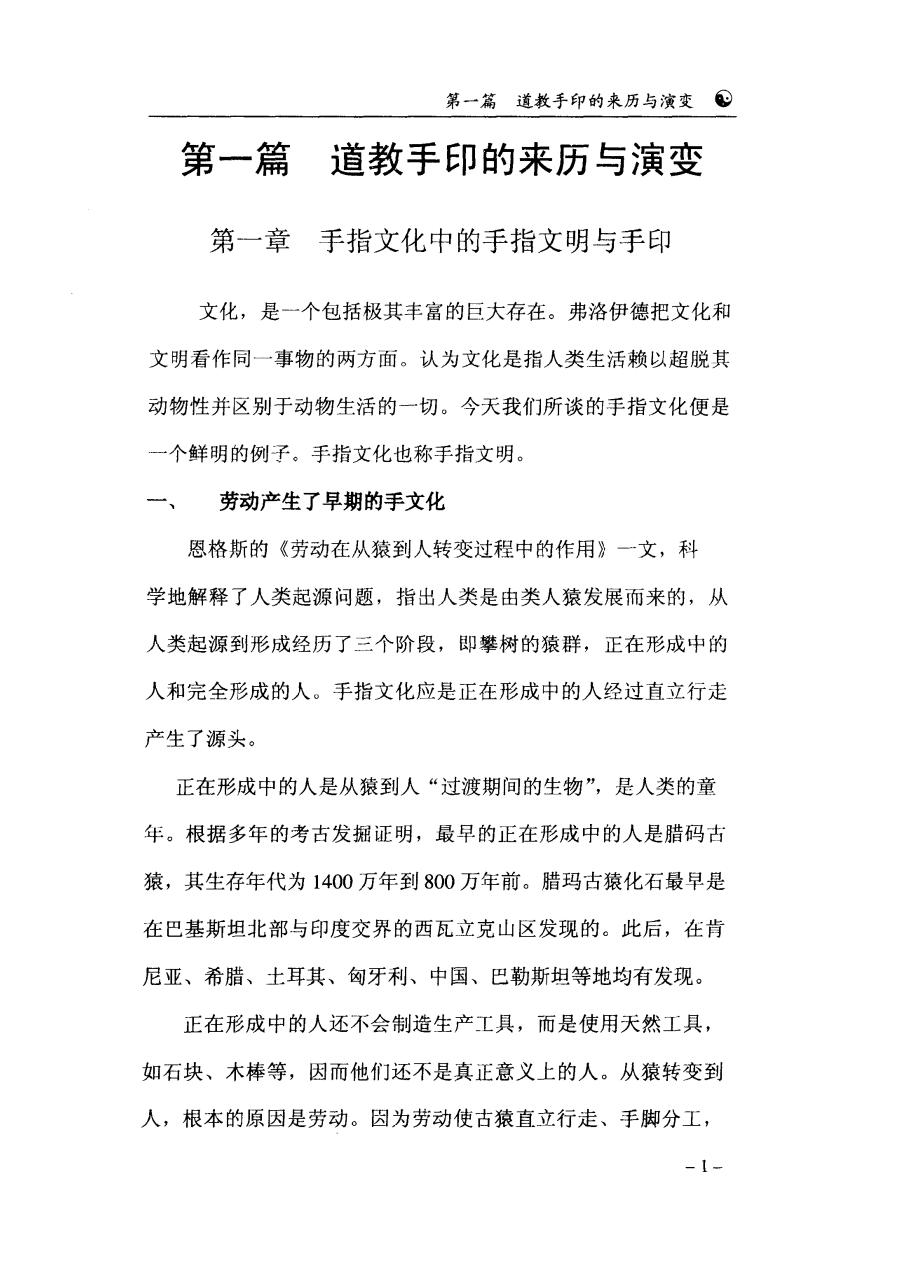 第一篇　道教手印的来历与演变
第一篇　道教手印的来历与演变
第一章　手指文化中的手指文明与手印
文化，是一个包括极其丰富的巨大存在。弗洛伊德把文化和
文明看作同一事物的两方面。认为文化是指人类生活赖以超脱其
动物性并区别于动物生活的一切。今天我们所谈的手指文化便是
一个鲜明的例子。手指文化也称手指文明。
一、　劳动产生了早期的手文化
恩格斯的《劳动在从猿到人转变过程中的作用》一文，科
学地解释了人类起源问题，指出人类是由类人猿发展而来的，从
人类起源到形成经历了三个阶段，即攀树的猿群，正在形成中的
人和完全形成的人。手指文化应是正在形成中的人经过直立行走
产生了源头。
正在形成中的人是从猿到人“过渡期间的生物”，是人类的童
年。根据多年的考古发掘证明，最早的正在形成中的人是腊码古
猿，其生存年代为 1400 万年到 800 万年前。腊玛古猿化石最早是
在巴基斯坦北部与印度交界的西瓦立克山区发现的。此后，在肯
尼亚、希腊、土耳其、匈牙利、中国、巴勒斯坦等地均有发现。
正在形成中的人还不会制造生产工具，而是使用天然工具，
如石块、木棒等，因而他们还不是真正意义上的人。从猿转变到
人，根本的原因是劳动。因为劳动使古猿直立行走、手脚分工，
- 1 -